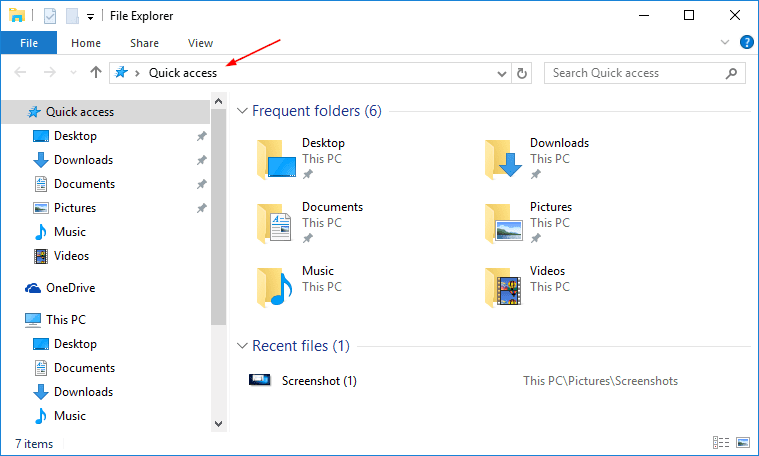 File Explorer
File Home Share View
Quick access
Search Quick access
Quick access
Desktop
Downloads
Documents
Pictures
Music
Videos
OneDrive
This PC
Desktop
Documents
Downloads
Music
Frequent folders (6)
Desktop
This PC
Downloads
This PC
Documents
This PC
Pictures
This PC
Music
This PC
Videos
This PC
Recent files (1)
Screenshot (1) This PC\Pictures\Screenshots
7 items